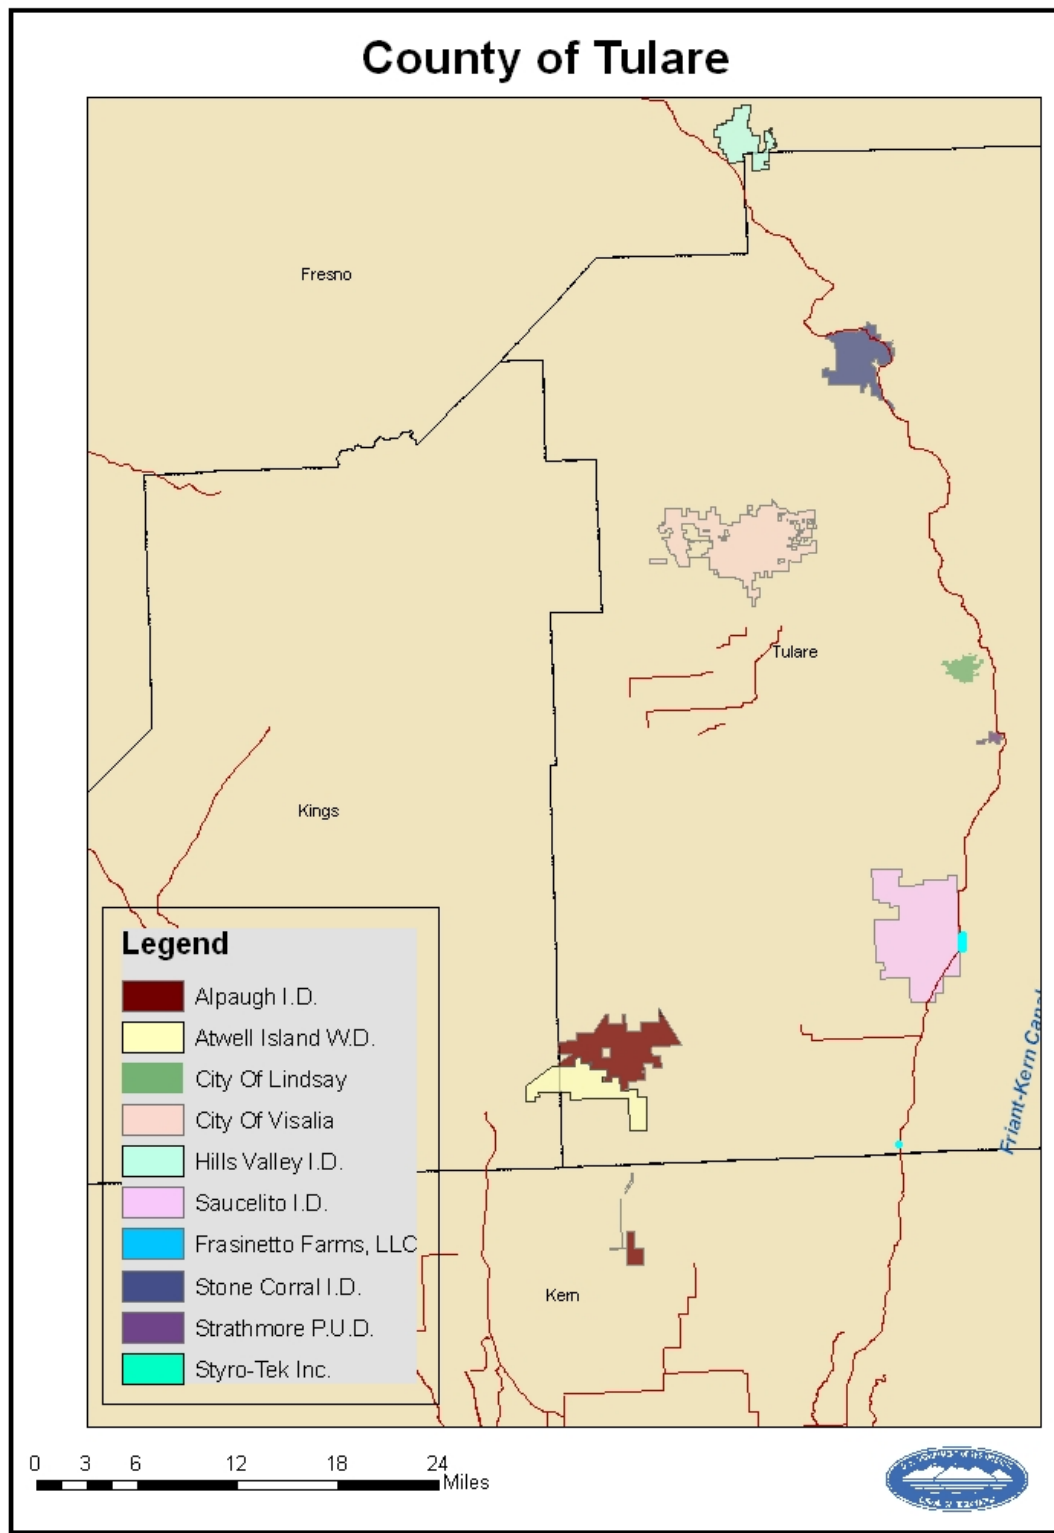 County of Tulare
Fresno
Tulare
Kings
Friant-Kern Canal
Legend
Alpaugh I.D.
Atwell Island W.D.
City Of Lindsay
City Of Visalia
Hills Valley I.D.
Saucelito I.D.
Frasinetto Farms, LLC
Stone Corral I.D.
Strathmore P.U.D.
Styro-Tek Inc.
Kern
0 3 6 12 18 24
Miles